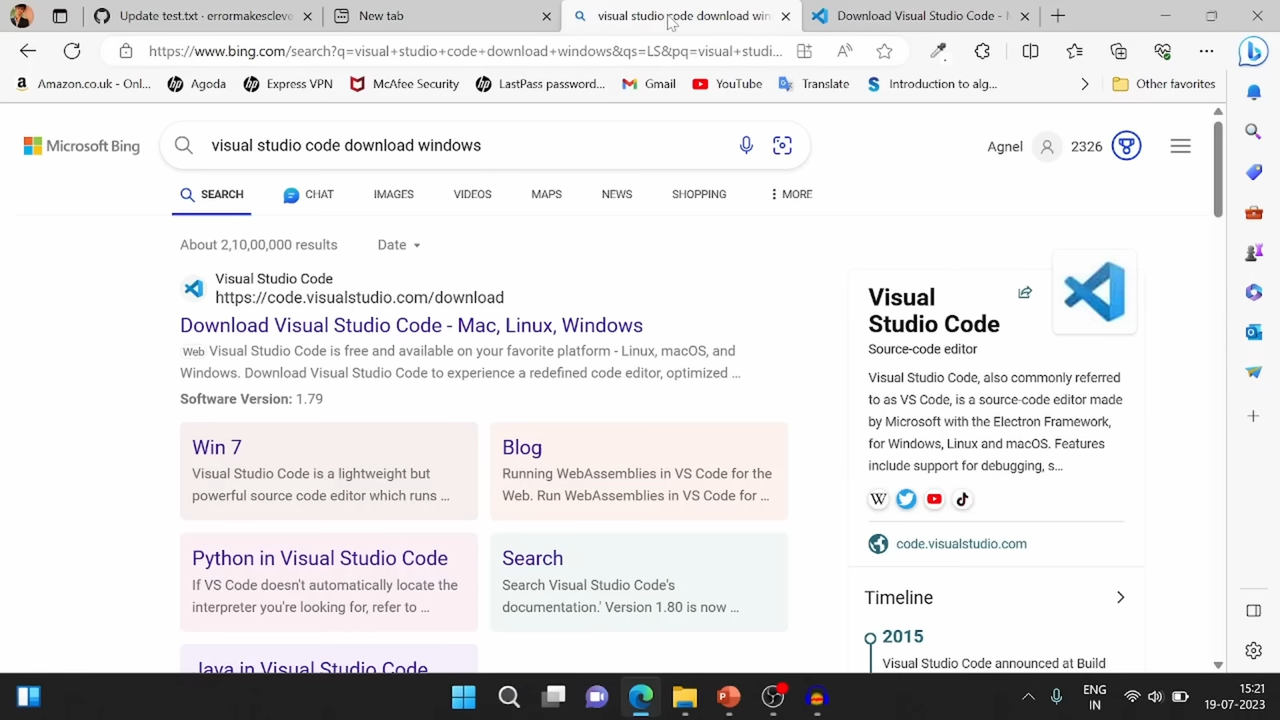 Update test.txt - errormakescleve
New tab
visual studio code download win
Download Visual Studio Code - M
https://www.bing.com/search?q=visual+studio+code+download+windows&qs=LS&pq=visual+studi...
Amazon.co.uk - Onl...
Agoda
Express VPN
McAfee Security
LastPass password...
Gmail
YouTube
Translate
Introduction to alg...
Other favorites
Microsoft Bing
visual studio code download windows
Agnel
2326
SEARCH
CHAT
IMAGES
VIDEOS
MAPS
NEWS
SHOPPING
MORE
About 2,10,00,000 results
Date
Visual Studio Code
https://code.visualstudio.com/download
Download Visual Studio Code - Mac, Linux, Windows
Web Visual Studio Code is free and available on your favorite platform - Linux, macOS, and
Windows. Download Visual Studio Code to experience a redefined code editor, optimized ...
Software Version: 1.79
Win 7
Visual Studio Code is a lightweight but
powerful source code editor which runs ...
Blog
Running WebAssemblies in VS Code for the
Web. Run WebAssemblies in VS Code for ...
Python in Visual Studio Code
If VS Code doesn't automatically locate the
interpreter you're looking for, refer to ...
Search
Search Visual Studio Code's
documentation.' Version 1.80 is now ...
Java in Visual Studio Code
Visual
Studio Code
Source-code editor
Visual Studio Code, also commonly referred
to as VS Code, is a source-code editor made
by Microsoft with the Electron Framework,
for Windows, Linux and macOS. Features
include support for debugging, s...
code.visualstudio.com
Timeline
2015
Visual Studio Code announced at Build
ENG
IN
15:21
19-07-2023